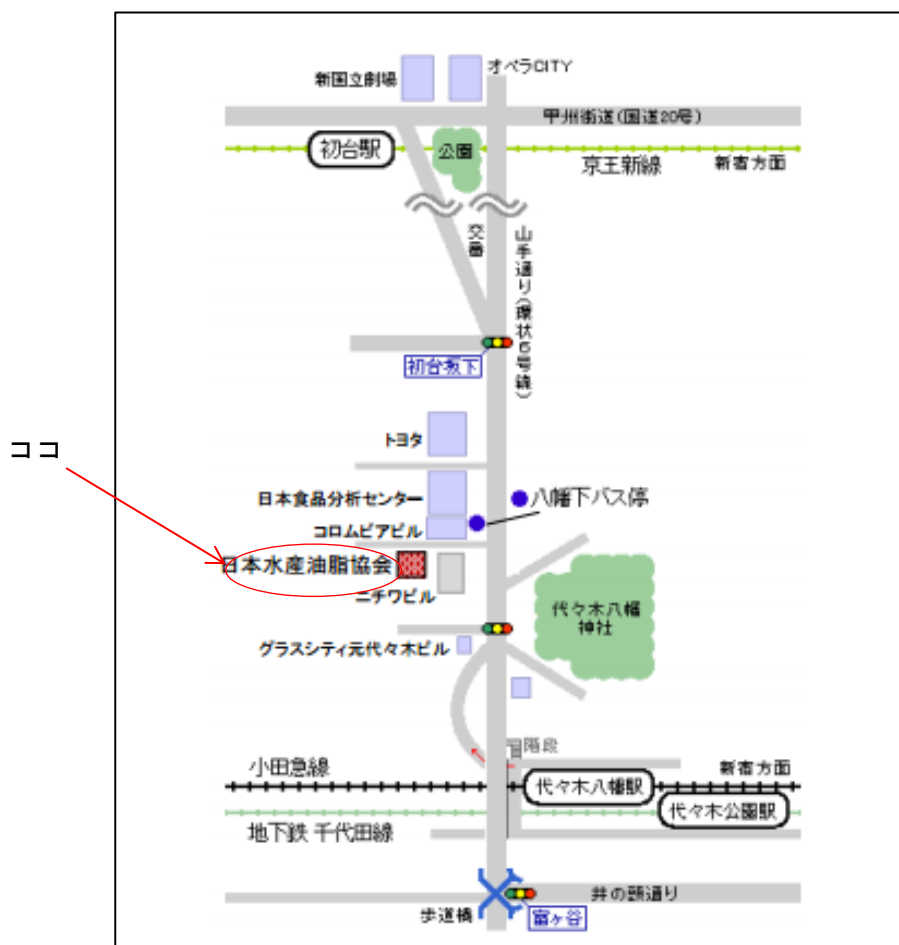 オペラCITY
新国立劇場
甲州街道(国道20号)
初台駅
公園
京王新線
新宿方面
交番
山手通り(環状6号線)
初台坂下
トヨタ
ココ
日本食品分析センター
八幡下バス停
コロムビアビル
日本水産油脂協会
ニチワビル
代々木八幡
神社
グラスシティ元代々木ビル
階段
小田急線
新宿方面
代々木八幡駅
代々木公園駅
地下鉄 千代田線
井の頭通り
歩道橋
富ヶ谷